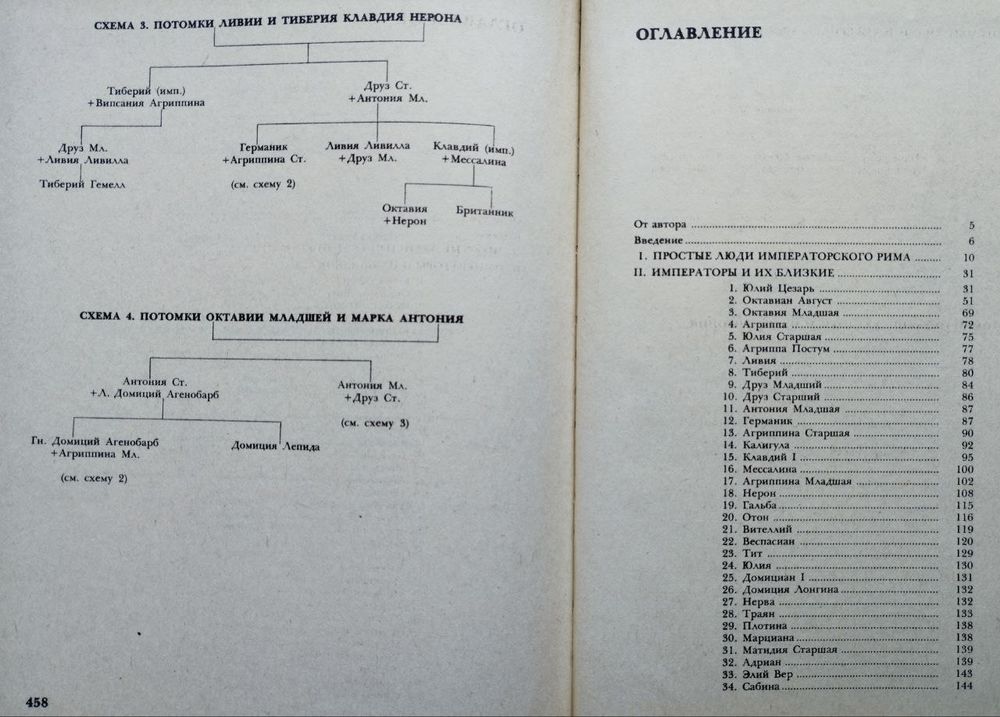 СХЕМА 3. ПОТОМКИ ЛИВИИ И ТИБЕРИЯ КЛАВДИЯ НЕРОНА
Тиберий (имп.)
+Випсания Агриппина
Друз Ст.
+Антония Мл.
Друз Мл.
+Ливия Ливилла
Тиберий Гемелл
Германик
+Агриппина Ст.
(см. схему 2)
Ливия Ливилла
+Друз Мл.
Клавдий (имп.)
+Мессалина
Октавия
+Нерон
Британник
СХЕМА 4. ПОТОМКИ ОКТАВИИ МЛАДШЕЙ И МАРКА АНТОНИЯ
Антония Ст.
+Л. Домиций Агенобарб
Антония Мл.
+Друз Ст.
(см. схему 3)
Гн. Домиций Агенобарб
+Агриппина Мл.
(см. схему 2)
Домиция Лепида
458
ОГЛАВЛЕНИЕ
От автора 5
Введение 6
I. ПРОСТЫЕ ЛЮДИ ИМПЕРАТОРСКОГО РИМА 10
II. ИМПЕРАТОРЫ И ИХ БЛИЗКИЕ 31
1. Юлий Цезарь 31
2. Октавиан Август 51
3. Октавия Младшая 69
4. Агриппа 72
5. Юлия Старшая 75
6. Агриппа Постум 77
7. Ливия 78
8. Тиберий 80
9. Друз Младший 84
10. Друз Старший 86
11. Антония Младшая 87
12. Германик 87
13. Агриппина Старшая 90
14. Калигула 92
15. Клавдий I 95
16. Мессалина 100
17. Агриппина Младшая 102
18. Нерон 108
19. Гальба 115
20. Отон 116
21. Вителлий 119
22. Веспасиан 120
23. Тит 129
24. Юлия 130
25. Домициан I 131
26. Домиция Лонгина 132
27. Нерва 132
28. Траян 133
29. Плотина 138
30. Марциана 138
31. Матидия Старшая 139
32. Адриан 139
33. Элий Вер 143
34. Сабина 144